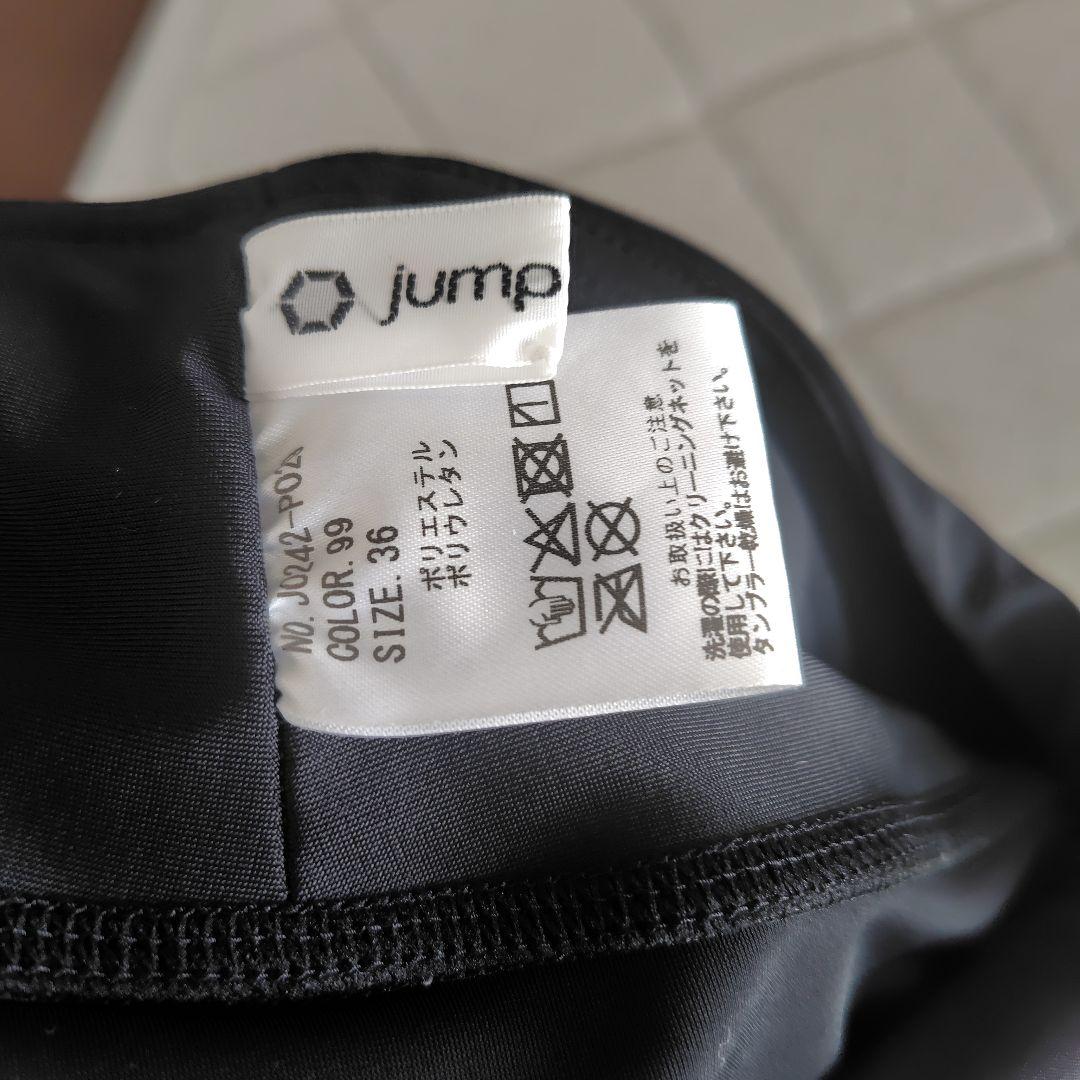 jump
NO. J0242-P02
COLOR. 99
SIZE. 36
ポリエステル
ポリウレタン
お取扱い上のご注意
洗濯の際にはクリーニングネットを
使用して下さい。
タンブラー乾燥はお避け下さい。